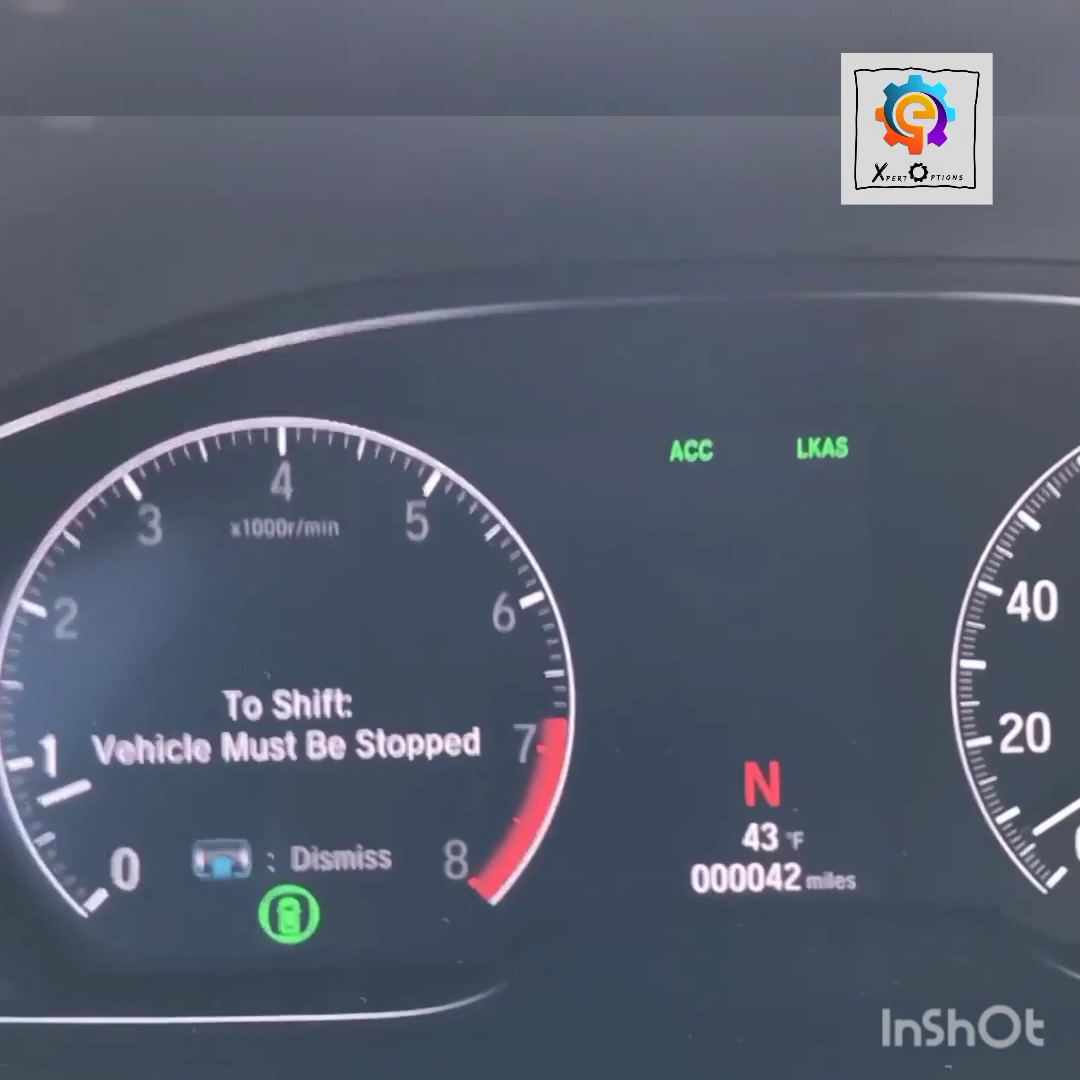 XPERT OPTIONS
ACC LKAS
4
3 5
x1000r/min
2 6
40
To Shift:
Vehicle Must Be Stopped
1 7
20
N
43 °F
0 : Dismiss 8
000042 miles
InShOt